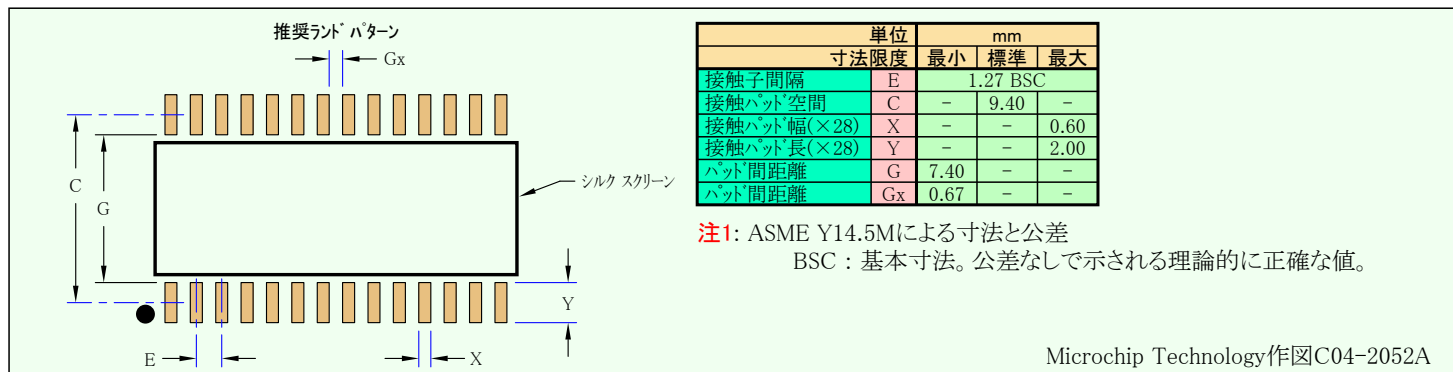 推奨ランド パターン
Gx
C
G
シルク スクリーン
Y
E
X
単位 mm
寸法限度 最小 標準 最大
接触子間隔 E 1.27 BSC
接触パッド空間 C - 9.40 -
接触パッド幅(×28) X - - 0.60
接触パッド長(×28) Y - - 2.00
パッド間距離 G 7.40 - -
パッド間距離 Gx 0.67 - -
注1: ASME Y14.5Mによる寸法と公差
BSC : 基本寸法。公差なしで示される理論的に正確な値。
Microchip Technology作図C04-2052A